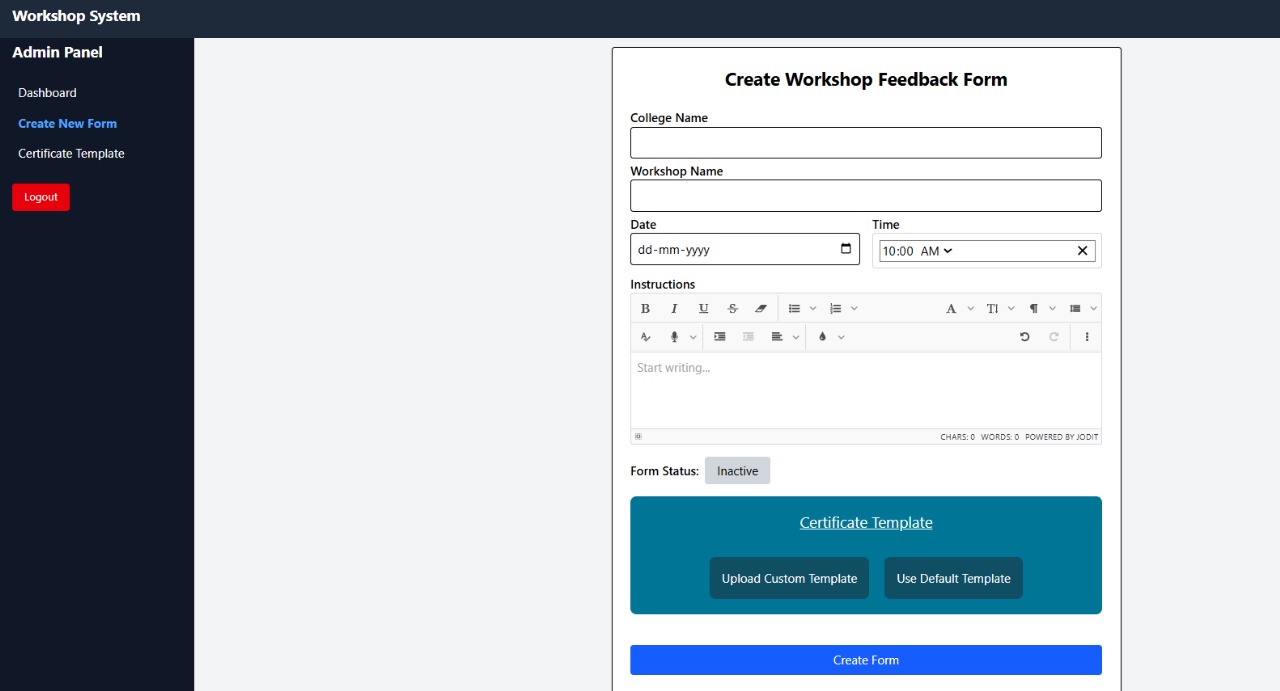 Workshop System
Admin Panel
Dashboard
Create New Form
Certificate Template
Logout
Create Workshop Feedback Form
College Name
Workshop Name
Date Time
dd-mm-yyyy 10:00 AM
Instructions
Start writing...
CHARS: 0 WORDS: 0 POWERED BY JODIT
Form Status: Inactive
Certificate Template
Upload Custom Template Use Default Template
Create Form